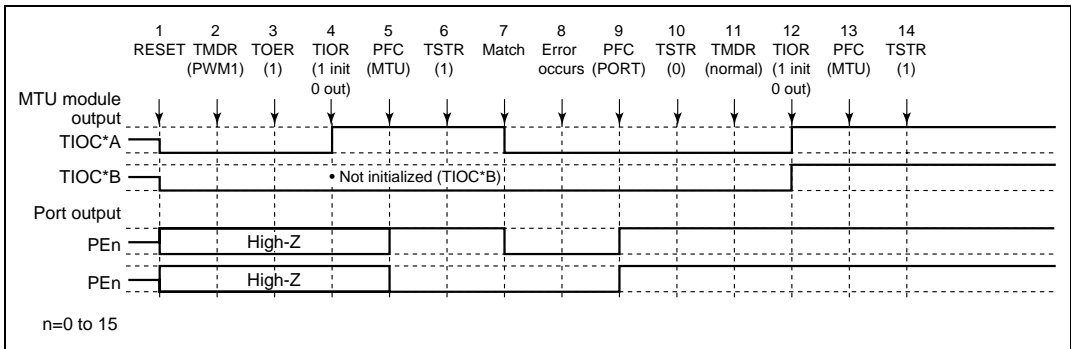 1 2 3 4 5 6 7 8 9 10 11 12 13 14
RESET TMDR TOER TIOR PFC TSTR Match Error PFC TSTR TMDR TIOR PFC TSTR
(PWM1) (1) (1 init (MTU) (1) occurs (PORT) (0) (normal) (1 init (MTU) (1)
0 out) 0 out)
MTU module
output
TIOC*A
TIOC*B
• Not initialized (TIOC*B)
Port output
PEn
High-Z
PEn
High-Z
n=0 to 15